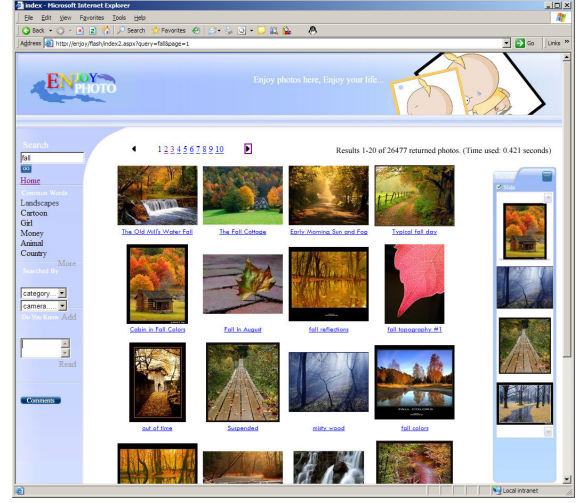 index - Microsoft Internet Explorer
File Edit View Favorites Tools Help
Back Search Favorites
Address http://enjoy/flash/index2.aspx?query=fall&page=1 Go Links »
ENJOY
PHOTO
Enjoy photos here, Enjoy your life...
Search
fall
GO
Home
Common Words
Landscapes
Cartoon
Girl
Money
Animal
Country
More
Searched By
category...
camera.....
Do You Know Add
Read
Comments
1 2 3 4 5 6 7 8 9 10
Results 1-20 of 26477 returned photos. (Time used: 0.421 seconds)
The Old Mill's Water Fall The Fall Cottage Early Morning Sun and Fog Typical fall day
Cabin in Fall Colors Fall In August fall reflections fall topography #1
FALL COLORS
out of time Suspended misty wood fall colors
Local intranet